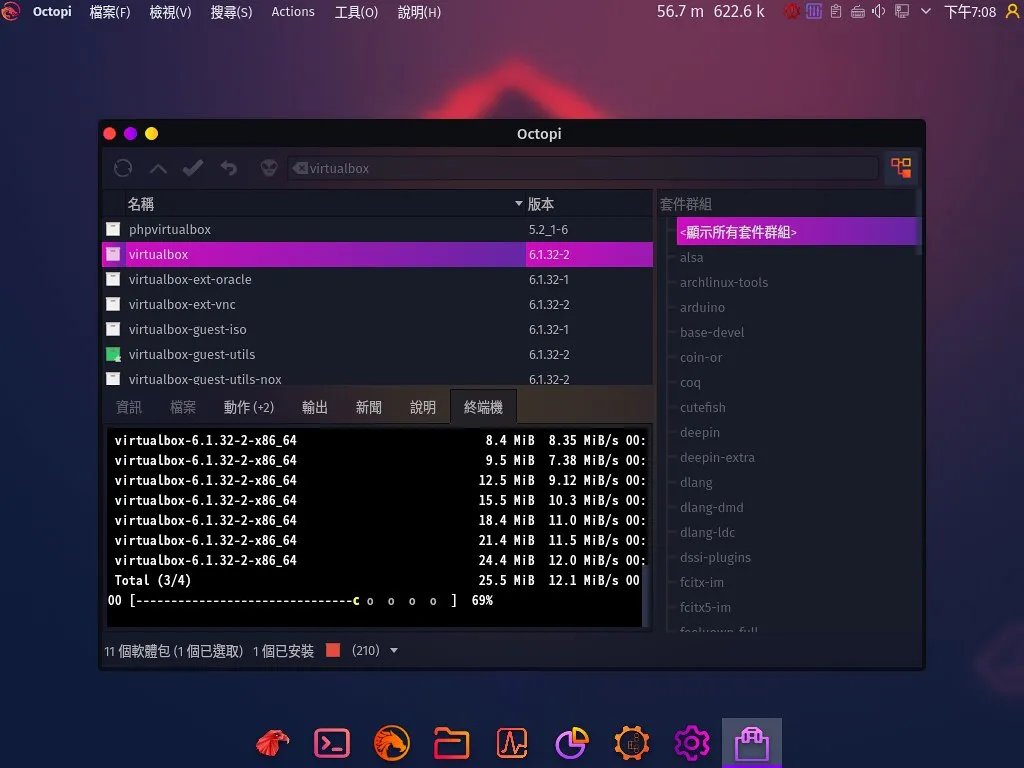 Octopi 檔案(F) 檢視(V) 搜尋(S) Actions 工具(O) 說明(H) 56.7 m 622.6 k 下午7:08
Octopi
virtualbox
名稱 版本
套件群組
phpvirtualbox 5.2_1-6
virtualbox 6.1.32-2
virtualbox-ext-oracle 6.1.32-1
virtualbox-ext-vnc 6.1.32-2
virtualbox-guest-iso 6.1.32-1
virtualbox-guest-utils 6.1.32-2
virtualbox-guest-utils-nox 6.1.32-2
<顯示所有套件群組>
alsa
archlinux-tools
arduino
base-devel
coin-or
coq
cutefish
deepin
deepin-extra
dlang
dlang-dmd
dlang-ldc
dssi-plugins
fcitx-im
fcitx5-im
feeluown-full
資訊 檔案 動作 (+2) 輸出 新聞 說明 終端機
virtualbox-6.1.32-2-x86_64 8.4 MiB 8.35 MiB/s 00:
virtualbox-6.1.32-2-x86_64 9.5 MiB 7.38 MiB/s 00:
virtualbox-6.1.32-2-x86_64 12.5 MiB 9.12 MiB/s 00:
virtualbox-6.1.32-2-x86_64 15.5 MiB 10.3 MiB/s 00:
virtualbox-6.1.32-2-x86_64 18.4 MiB 11.0 MiB/s 00:
virtualbox-6.1.32-2-x86_64 21.4 MiB 11.5 MiB/s 00:
virtualbox-6.1.32-2-x86_64 24.4 MiB 12.0 MiB/s 00:
Total (3/4) 25.5 MiB 12.1 MiB/s 00
00 [-------------------------------c o  o  o  o ] 69%
11 個軟體包 (1 個已選取) 1 個已安裝 (210)